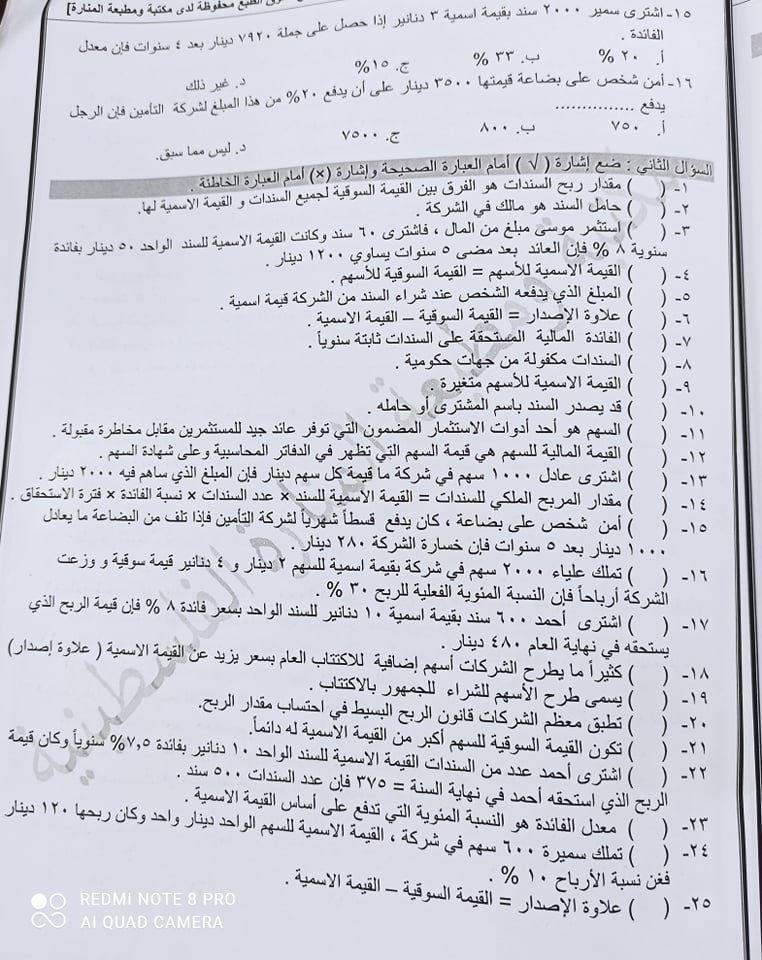 الطبع محفوظة لدى مكتبة ومطبعة المنارة]
١٥- اشترى سمير ٢٠٠٠ سند بقيمة اسمية ٣ دنانير إذا حصل على جملة ٧٩٢٠ دينار بعد ٤ سنوات فإن معدل
الفائدة .
أ. ٢٠ % ب. ٣٣ % ج. ١٥% د. غير ذلك
١٦- أمن شخص على بضاعة قيمتها ٣٥٠٠ دينار على أن يدفع ٢٠% من هذا المبلغ لشركة التأمين فإن الرجل
يدفع ...............
أ. ٧٥٠ ب. ٨٠٠ ج. ٧٥٠٠ د. ليس مما سبق.
السؤال الثاني : ضع إشارة (√) أمام العبارة الصحيحة وإشارة (×) أمام العبارة الخاطئة .
١- ( ) مقدار ربح السندات هو الفرق بين القيمة السوقية لجميع السندات و القيمة الاسمية لها.
٢- ( ) حامل السند هو مالك في الشركة .
٣- ( ) استثمر موسى مبلغ من المال ، فاشترى ٦٠ سند وكانت القيمة الاسمية للسند الواحد ٥٠ دينار بفائدة
سنوية ٨ % فإن العائد بعد مضى ٥ سنوات يساوي ١٢٠٠ دينار .
٤- ( ) القيمة الاسمية للأسهم = القيمة السوقية للأسهم .
٥- ( ) المبلغ الذي يدفعه الشخص عند شراء السند من الشركة قيمة اسمية .
٦- ( ) علاوة الإصدار = القيمة السوقية – القيمة الاسمية .
٧- ( ) الفائدة المالية المستحقة على السندات ثابتة سنوياً .
٨- ( ) السندات مكفولة من جهات حكومية .
٩- ( ) القيمة الاسمية للأسهم متغيرة .
١٠- ( ) قد يصدر السند باسم المشترى أو حامله .
١١- ( ) السهم هو أحد أدوات الاستثمار المضمون التي توفر عائد جيد للمستثمرين مقابل مخاطرة مقبولة .
١٢- ( ) القيمة المالية للسهم هي قيمة السهم التي تظهر في الدفاتر المحاسبية وعلى شهادة السهم .
١٣- ( ) اشترى عادل ١٠٠٠ سهم في شركة ما قيمة كل سهم دينار فإن المبلغ الذي ساهم فيه ٢٠٠٠ دينار .
١٤- ( ) مقدار المربح الملكي للسندات = القيمة الاسمية للسند × عدد السندات × نسبة الفائدة × فترة الاستحقاق .
١٥- ( ) أمن شخص على بضاعة ، كان يدفع قسطاً شهرياً لشركة التأمين فإذا تلف من البضاعة ما يعادل
١٠٠٠ دينار بعد ٥ سنوات فإن خسارة الشركة ٢٨٠ دينار .
١٦- ( ) تملك علياء ٢٠٠٠ سهم في شركة بقيمة اسمية للسهم ٢ دينار و ٤ دنانير قيمة سوقية و وزعت
الشركة أرباحاً فإن النسبة المئوية الفعلية للربح ٣٠ % .
١٧- ( ) اشترى أحمد ٦٠٠ سند بقيمة اسمية ١٠ دنانير للسند الواحد بسعر فائدة ٨ % فإن قيمة الربح الذي
يستحقه في نهاية العام ٤٨٠ دينار .
١٨- ( ) كثيراً ما يطرح الشركات أسهم إضافية للاكتتاب العام بسعر يزيد عن القيمة الاسمية ( علاوة إصدار)
١٩- ( ) يسمى طرح الأسهم للشراء للجمهور بالاكتتاب .
٢٠- ( ) تطبق معظم الشركات قانون الربح البسيط في احتساب مقدار الربح.
٢١- ( ) تكون القيمة السوقية للسهم أكبر من القيمة الاسمية له دائماً.
٢٢- ( ) اشترى أحمد عدد من السندات القيمة الاسمية للسند الواحد ١٠ دنانير بفائدة ٧,٥% سنوياً وكان قيمة
الربح الذي استحقه أحمد في نهاية السنة = ٣٧٥ فإن عدد السندات ٥٠٠ سند .
٢٣- ( ) معدل الفائدة هو النسبة المئوية التي تدفع على أساس القيمة الاسمية .
٢٤- ( ) تملك سميرة ٦٠٠ سهم في شركة ، القيمة الاسمية للسهم الواحد دينار واحد وكان ربحها ١٢٠ دينار
فغن نسبة الأرباح ١٠ % .
٢٥- ( ) علاوة الإصدار = القيمة السوقية – القيمة الاسمية .
REDMI NOTE 8 PRO
AI QUAD CAMERA